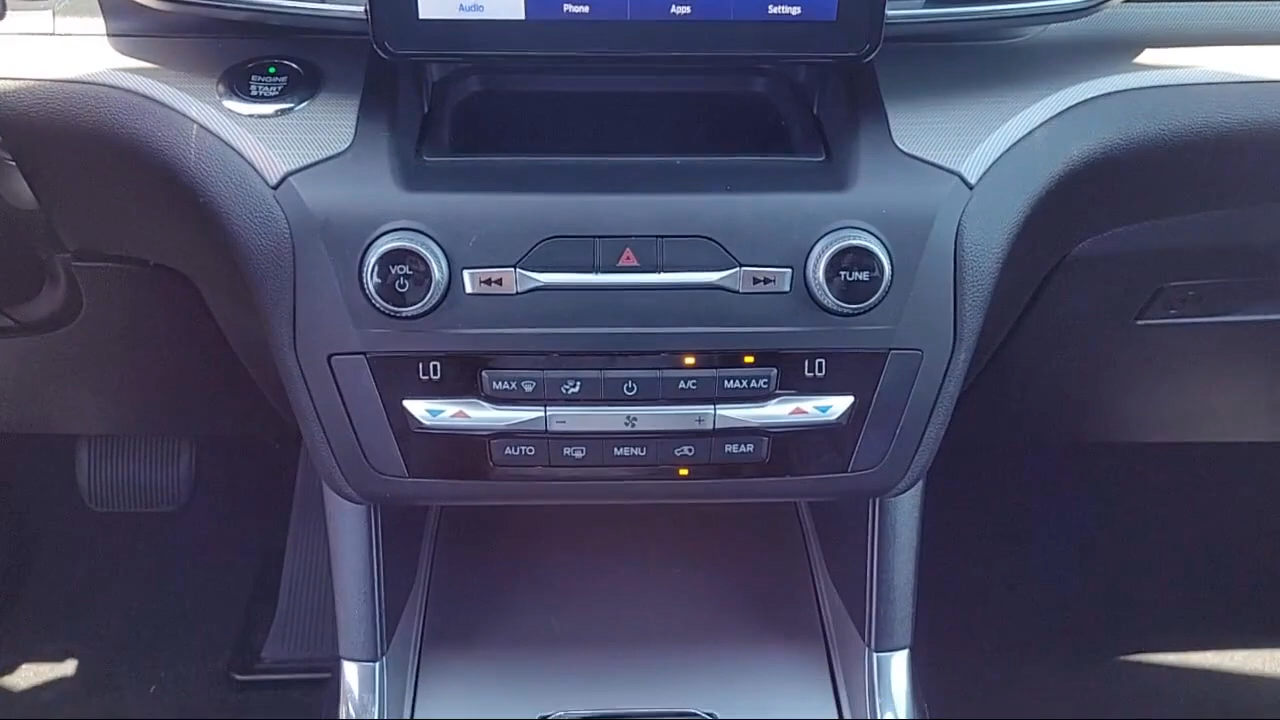 Audio Phone Apps Settings
ENGINE
START
STOP
VOL
TUNE
LO LO
MAX A/C MAX A/C
AUTO R MENU REAR